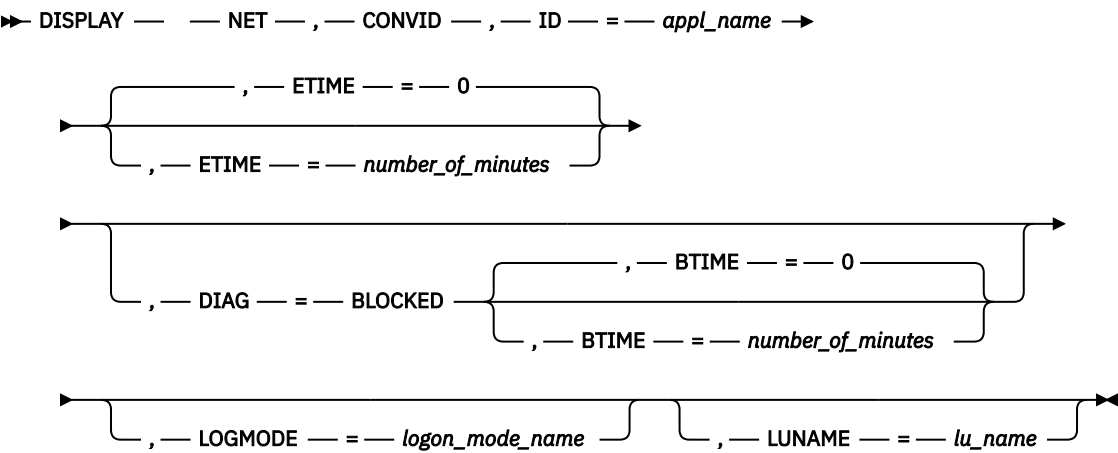 DISPLAY NET , CONVID , ID = appl_name
, ETIME = 0
, ETIME = number_of_minutes
, BTIME = 0
, DIAG = BLOCKED
, BTIME = number_of_minutes
, LOGMODE = logon_mode_name , LUNAME = lu_name